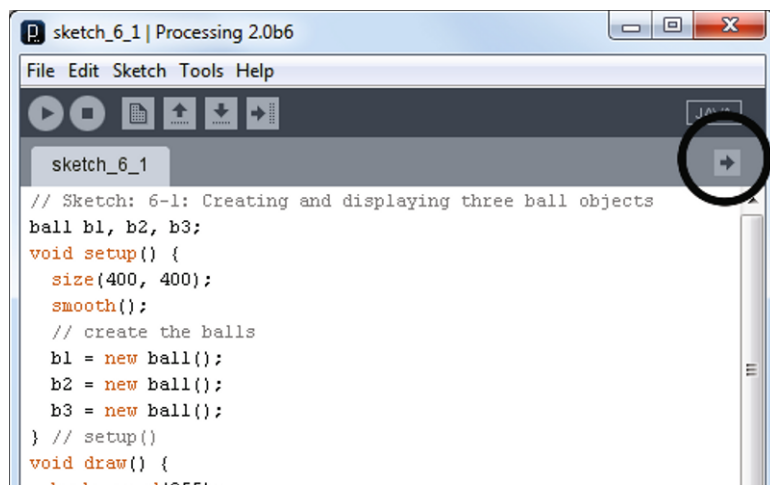 sketch_6_1 | Processing 2.0b6
File Edit Sketch Tools Help
JAVA
sketch_6_1
// Sketch: 6-1: Creating and displaying three ball objects
ball b1, b2, b3;
void setup() {
size(400, 400);
smooth();
// create the balls
b1 = new ball();
b2 = new ball();
b3 = new ball();
} // setup()
void draw() {